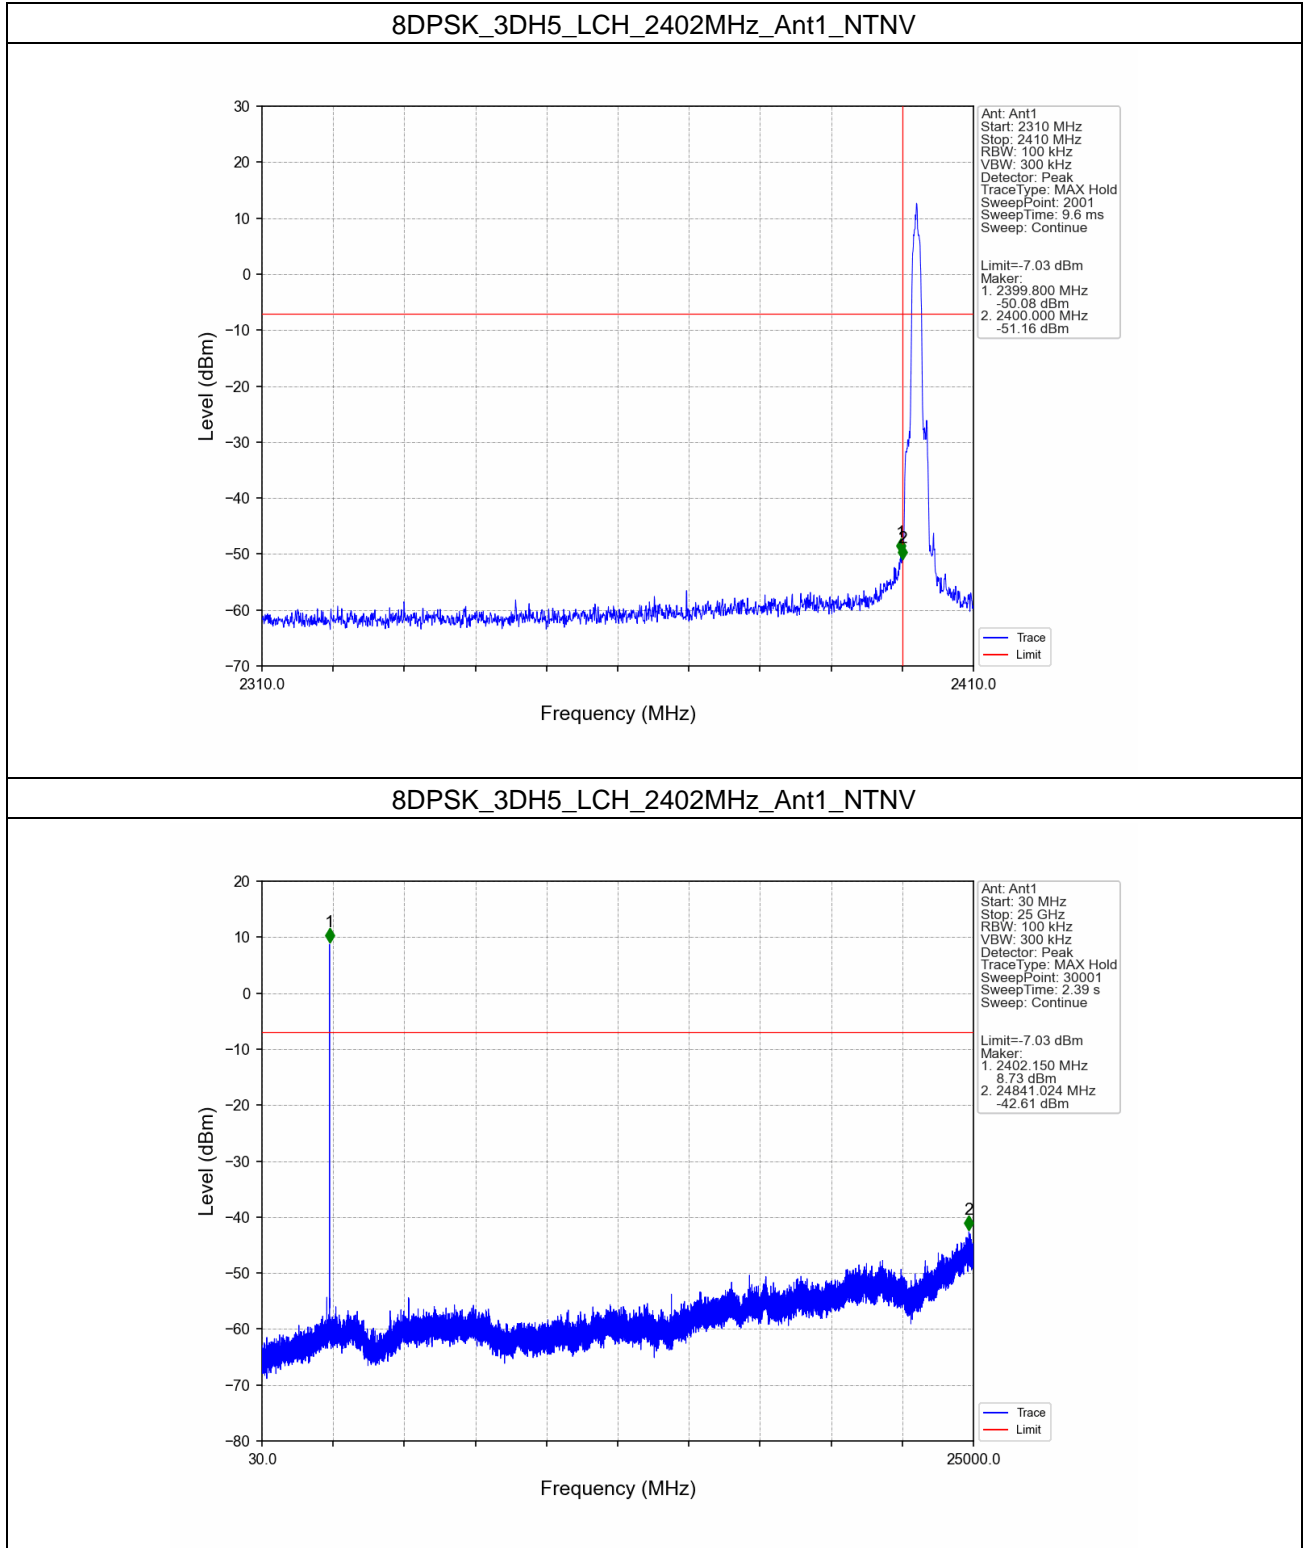 8DPSK_3DH5_LCH_2402MHz_Ant1_NTNV
30
20
10
0
−10
−20
−30
−40
−50
−60
−70
Level (dBm)
2310.0
2410.0
Frequency (MHz)
1
2
Ant: Ant1
Start: 2310 MHz
Stop: 2410 MHz
RBW: 100 kHz
VBW: 300 kHz
Detector: Peak
TraceType: MAX Hold
SweepPoint: 2001
SweepTime: 9.6 ms
Sweep: Continue
Limit=-7.03 dBm
Maker:
1. 2399.800 MHz
-50.08 dBm
2. 2400.000 MHz
-51.16 dBm
Trace
Limit
8DPSK_3DH5_LCH_2402MHz_Ant1_NTNV
20
10
0
−10
−20
−30
−40
−50
−60
−70
−80
Level (dBm)
30.0
25000.0
Frequency (MHz)
1
2
Ant: Ant1
Start: 30 MHz
Stop: 25 GHz
RBW: 100 kHz
VBW: 300 kHz
Detector: Peak
TraceType: MAX Hold
SweepPoint: 30001
SweepTime: 2.39 s
Sweep: Continue
Limit=-7.03 dBm
Maker:
1. 2402.150 MHz
8.73 dBm
2. 24841.024 MHz
-42.61 dBm
Trace
Limit